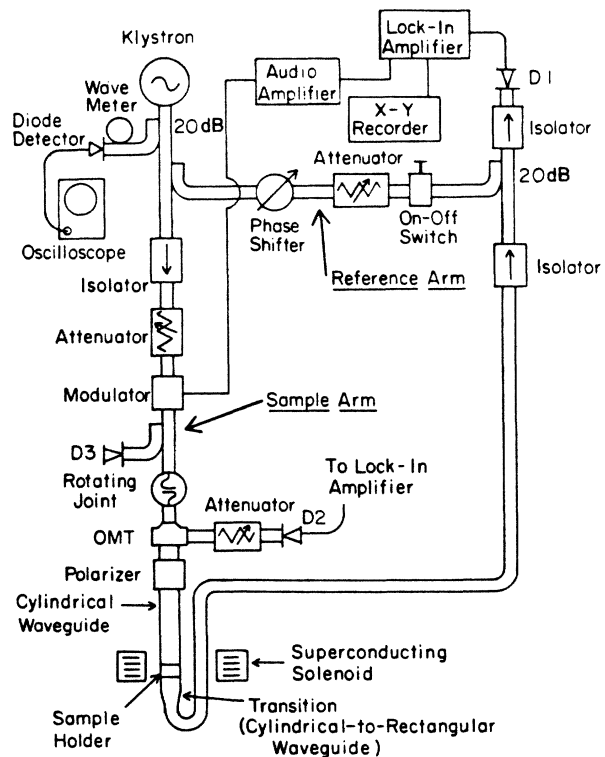 Klystron
Lock-In
Amplifier
Audio
Amplifier
D1
Wave
Meter
Diode
Detector
20dB
X-Y
Recorder
Isolator
Attenuator
20dB
Oscilloscope
Phase
Shifter
On-Off
Switch
Isolator
Reference Arm
Isolator
Attenuator
Modulator
Sample Arm
D3
Rotating
Joint
To Lock-In
Amplifier
Attenuator
D2
OMT
Polarizer
Cylindrical
Waveguide
Superconducting
Solenoid
Sample
Holder
Transition
(Cylindrical-to-Rectangular
Waveguide)